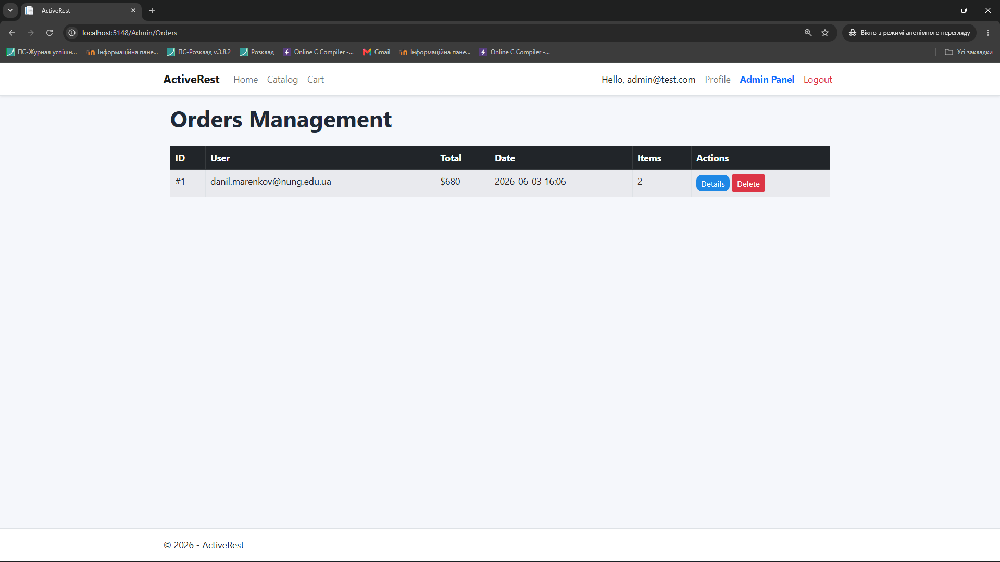 - ActiveRest
localhost:5148/Admin/Orders
Вікно в режимі анонімного перегляду
ПС-Журнал успішн... Інформаційна пане... ПС-Розклад v.3.8.2 Розклад Online C Compiler -... Gmail Інформаційна пане... Online C Compiler -... Усі закладки
ActiveRest Home Catalog Cart Hello, admin@test.com Profile Admin Panel Logout
Orders Management
ID User Total Date Items Actions
#1 danil.marenkov@nung.edu.ua $680 2026-06-03 16:06 2 Details Delete
© 2026 - ActiveRest